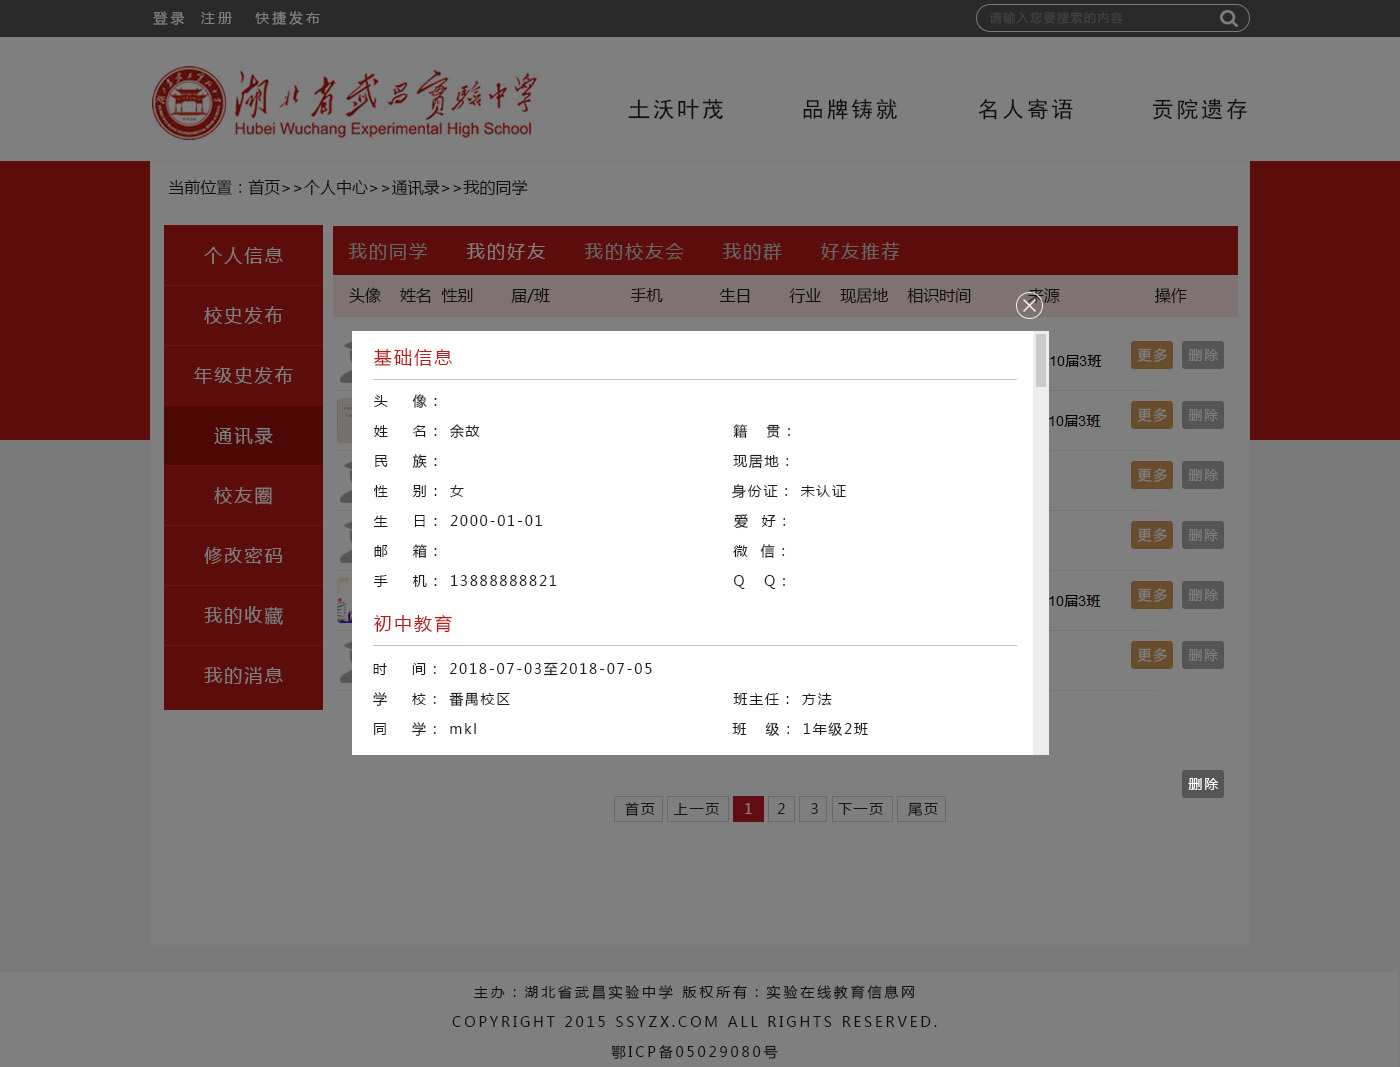 登录 注册 快捷发布
请输入您要搜索的内容
湖北省武昌实验中学
Hubei Wuchang Experimental High School
土沃叶茂 品牌铸就 名人寄语 贡院遗存
当前位置：首页>>个人中心>>通讯录>>我的同学
个人信息
校史发布
年级史发布
通讯录
校友圈
修改密码
我的收藏
我的消息
我的同学 我的好友 我的校友会 我的群 好友推荐
头像 姓名 性别 届/班 手机 生日 行业 现居地 相识时间 来源 操作
10届3班 更多 删除
10届3班 更多 删除
更多 删除
更多 删除
10届3班 更多 删除
更多 删除
基础信息
头 像：
姓 名： 余故 籍 贯：
民 族： 现居地：
性 别： 女 身份证： 未认证
生 日： 2000-01-01 爱 好：
邮 箱： 微 信：
手 机： 13888888821 Q Q：
初中教育
时 间： 2018-07-03至2018-07-05
学 校： 番禺校区 班主任： 方法
同 学： mkl 班 级： 1年级2班
删除
首页 上一页 1 2 3 下一页 尾页
主办：湖北省武昌实验中学 版权所有：实验在线教育信息网
COPYRIGHT 2015 SSYZX.COM ALL RIGHTS RESERVED.
鄂ICP备05029080号